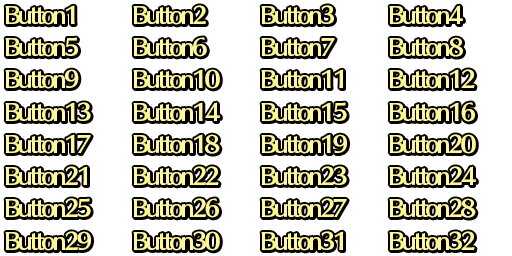 Button1 Button2 Button3 Button4
Button5 Button6 Button7 Button8
Button9 Button10 Button11 Button12
Button13 Button14 Button15 Button16
Button17 Button18 Button19 Button20
Button21 Button22 Button23 Button24
Button25 Button26 Button27 Button28
Button29 Button30 Button31 Button32